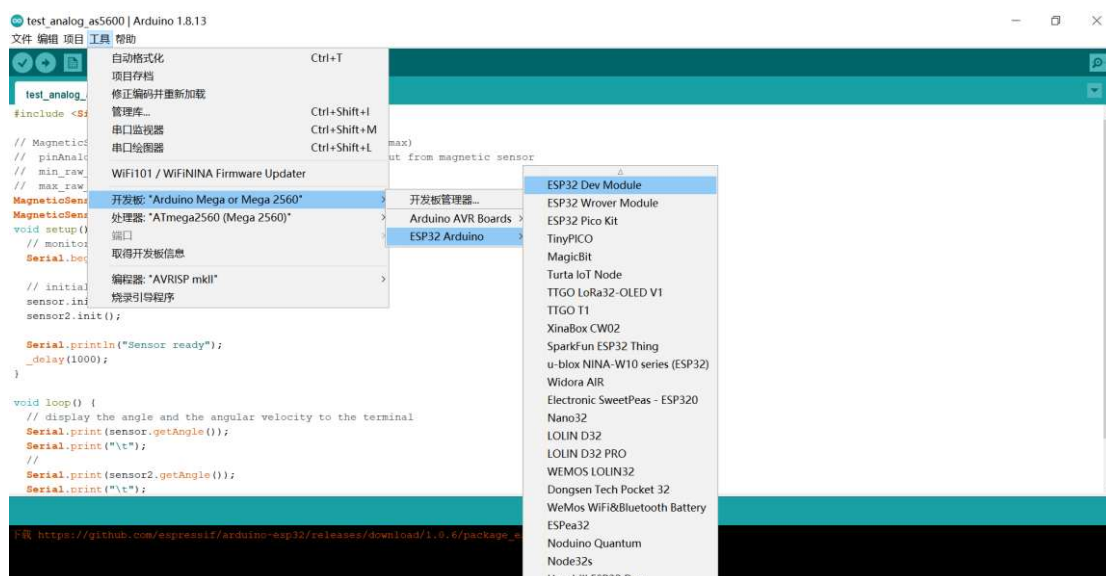 test_analog_as5600 | Arduino 1.8.13
文件 编辑 项目 工具 帮助
自动格式化 Ctrl+T
项目存档
修正编码并重新加载
管理库... Ctrl+Shift+I
串口监视器 Ctrl+Shift+M
串口绘图器 Ctrl+Shift+L
WiFi101 / WiFiNINA Firmware Updater
开发板: "Arduino Mega or Mega 2560"
处理器: "ATmega2560 (Mega 2560)"
端口
取得开发板信息
编程器: "AVRISP mkII"
烧录引导程序
开发板管理器...
Arduino AVR Boards
ESP32 Arduino
ESP32 Dev Module
ESP32 Wrover Module
ESP32 Pico Kit
TinyPICO
MagicBit
Turta IoT Node
TTGO LoRa32-OLED V1
TTGO T1
XinaBox CW02
SparkFun ESP32 Thing
u-blox NINA-W10 series (ESP32)
Widora AIR
Electronic SweetPeas - ESP320
Nano32
LOLIN D32
LOLIN D32 PRO
WEMOS LOLIN32
Dongsen Tech Pocket 32
WeMos WiFi&Bluetooth Battery
ESPea32
Noduino Quantum
Node32s
test_analog_
#include <Si
// MagneticS max)
// pinAnalo ut from magnetic sensor
// min_raw_
// max_raw_
MagneticSens
MagneticSens
void setup()
// monitor
Serial.beg
// initial
sensor.ini
sensor2.init();
Serial.println("Sensor ready");
_delay(1000);
}
void loop() {
// display the angle and the angular velocity to the terminal
Serial.print(sensor.getAngle());
Serial.print("\t");
//
Serial.print(sensor2.getAngle());
Serial.print("\t");
下载 https://github.com/espressif/arduino-esp32/releases/download/1.0.6/package_e